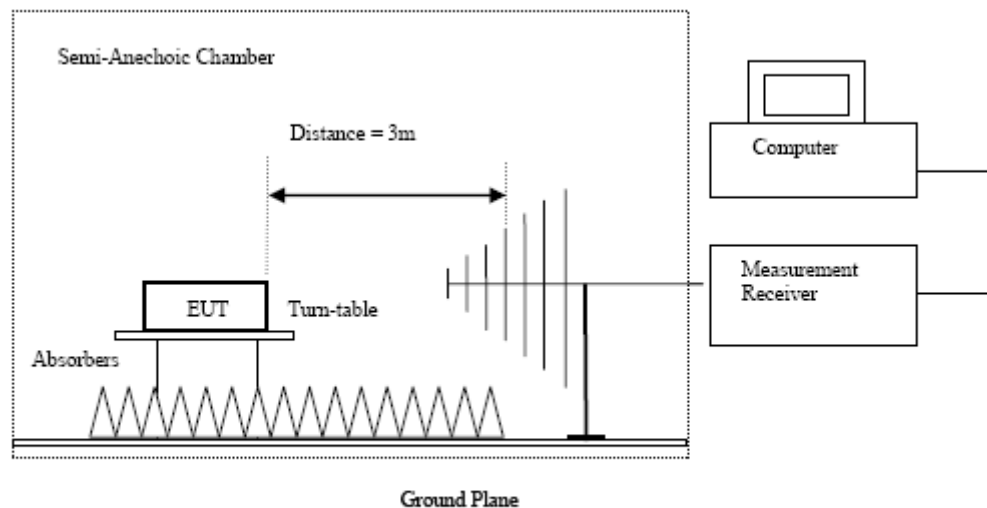 Semi-Anechoic Chamber
Distance = 3m
Computer
Measurement
Receiver
EUT
Turn-table
Absorbers
Ground Plane